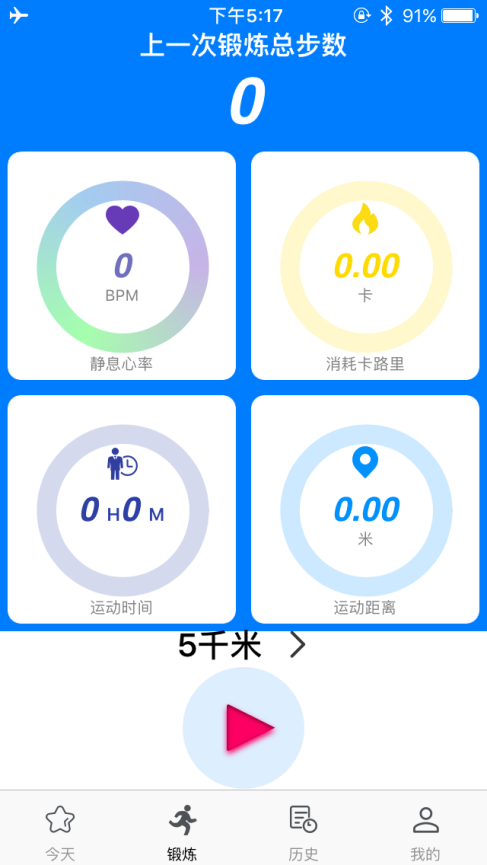 下午5:17
91%
上一次锻炼总步数
0
0
BPM
静息心率
0.00
卡
消耗卡路里
0 H 0 M
运动时间
0.00
米
运动距离
5千米
今天
锻炼
历史
我的